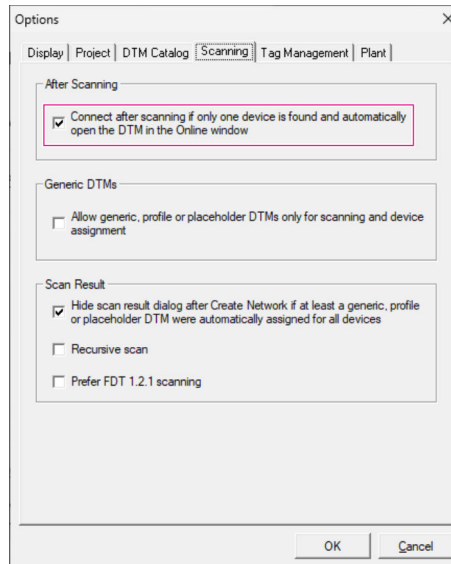 Options
Display
Project
DTM Catalog
Scanning
Tag Management
Plant
After Scanning
Connect after scanning if only one device is found and automatically
open the DTM in the Online window
Generic DTMs
Allow generic, profile or placeholder DTMs only for scanning and device
assignment
Scan Result
Hide scan result dialog after Create Network if at least a generic, profile
or placeholder DTM were automatically assigned for all devices
Recursive scan
Prefer FDT 1.2.1 scanning
OK
Cancel